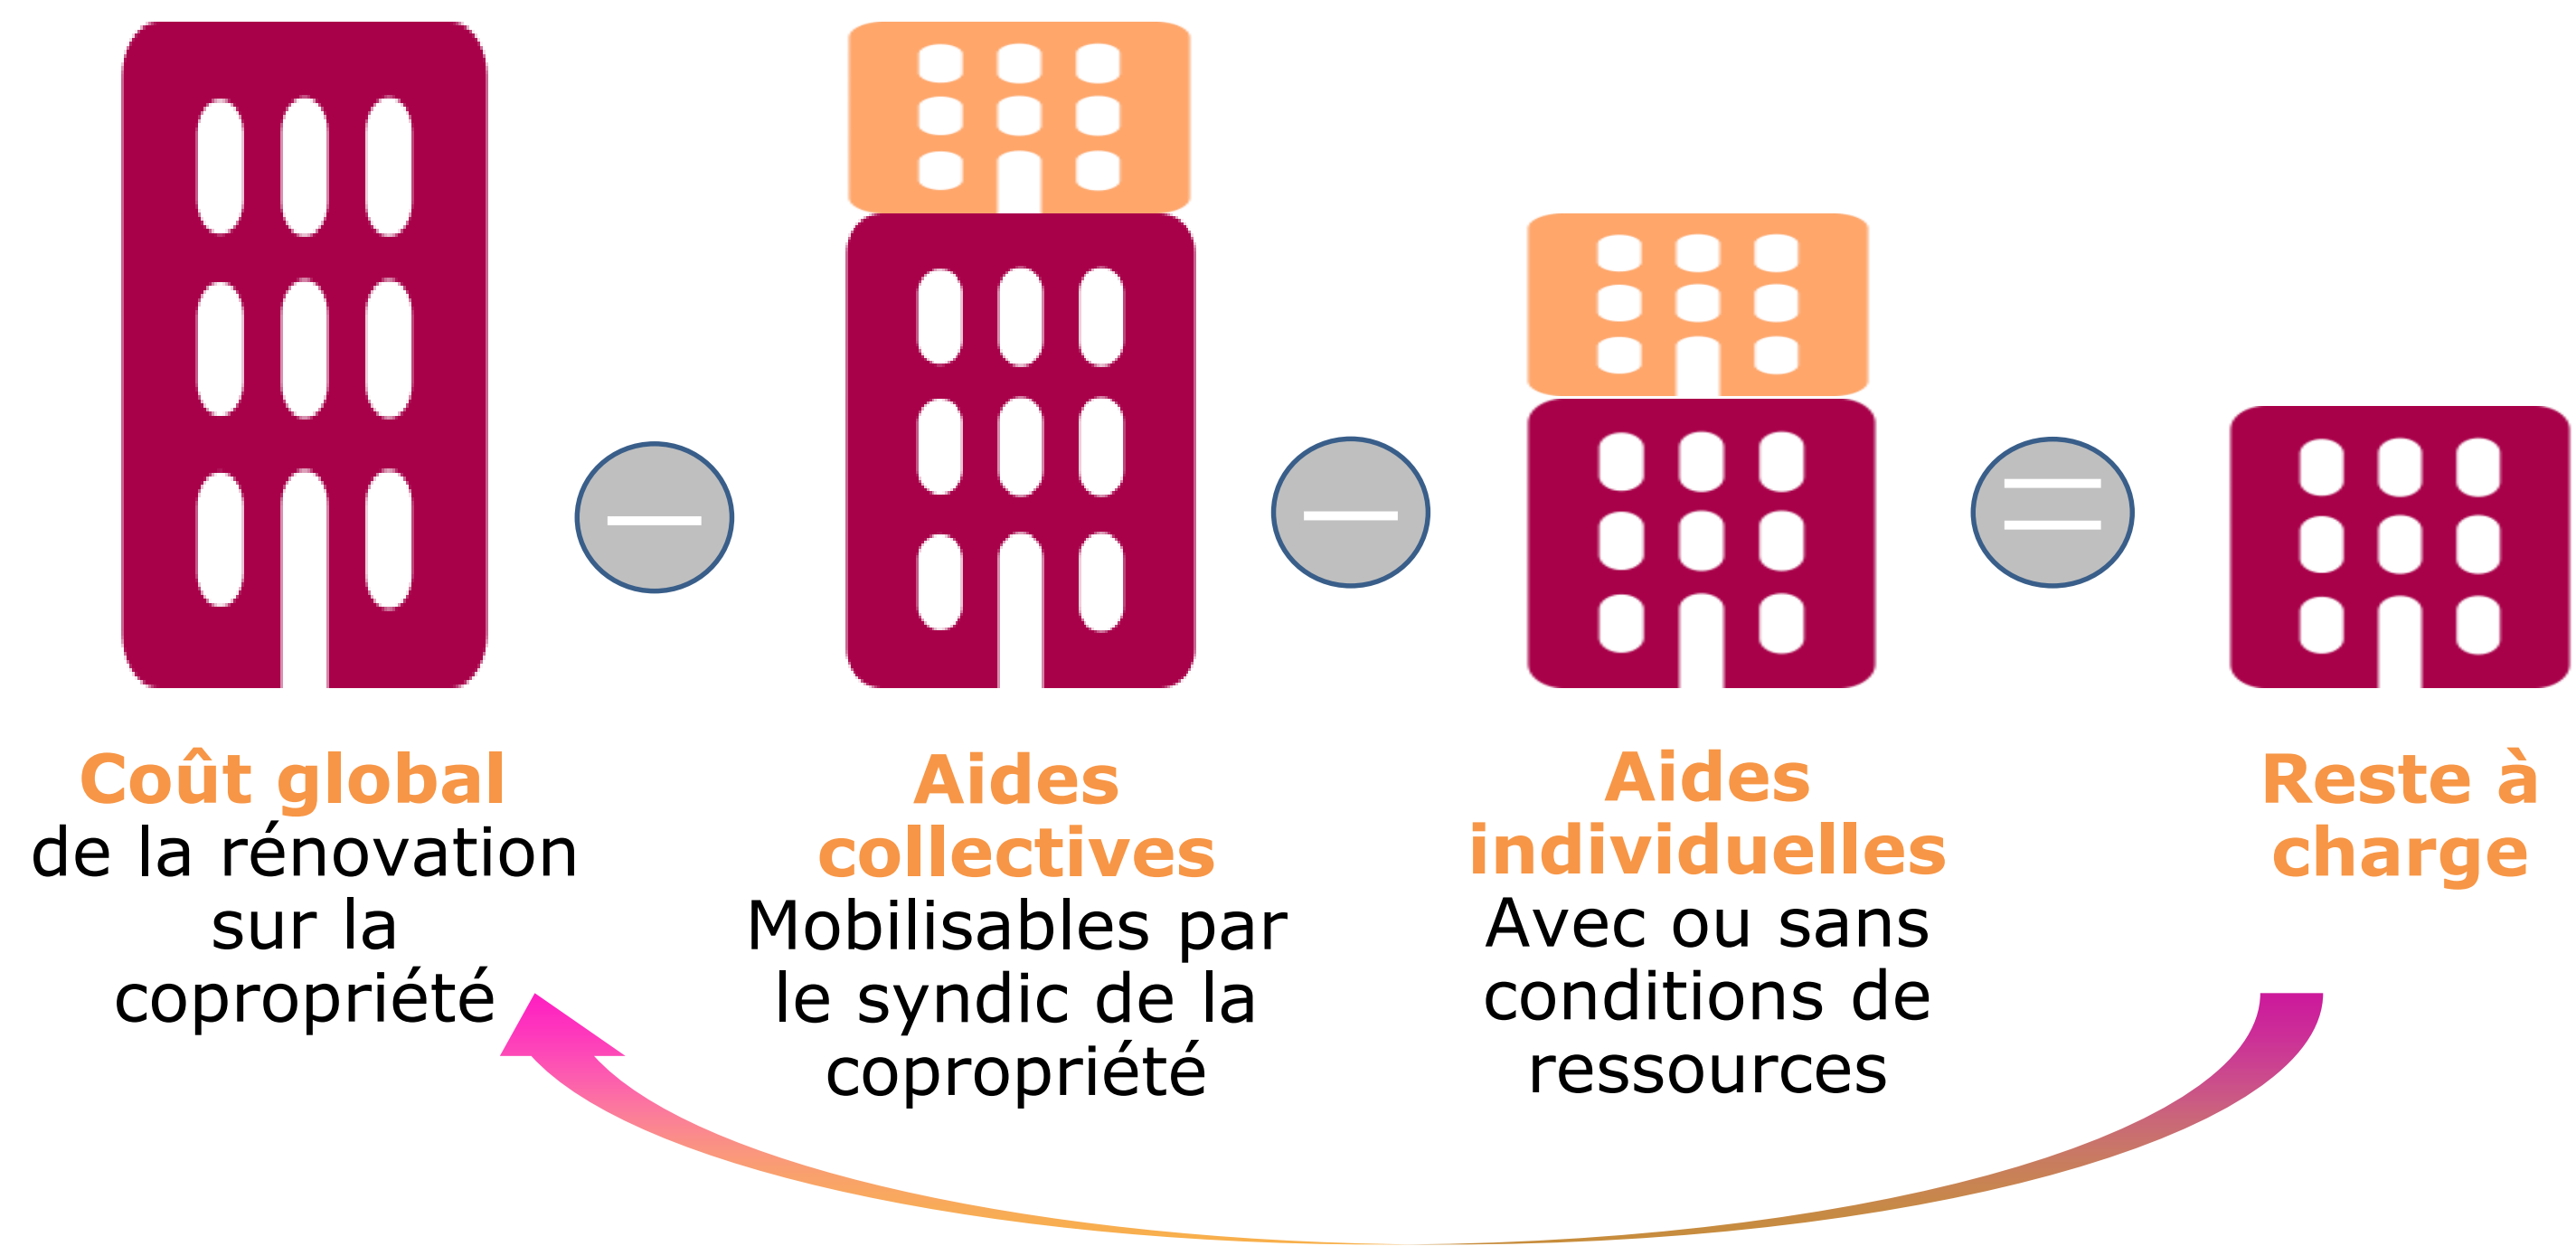 Coût global
de la rénovation
sur la
copropriété
Aides
collectives
Mobilisables par
le syndic de la
copropriété
Aides
individuelles
Avec ou sans
conditions de
ressources
Reste à
charge